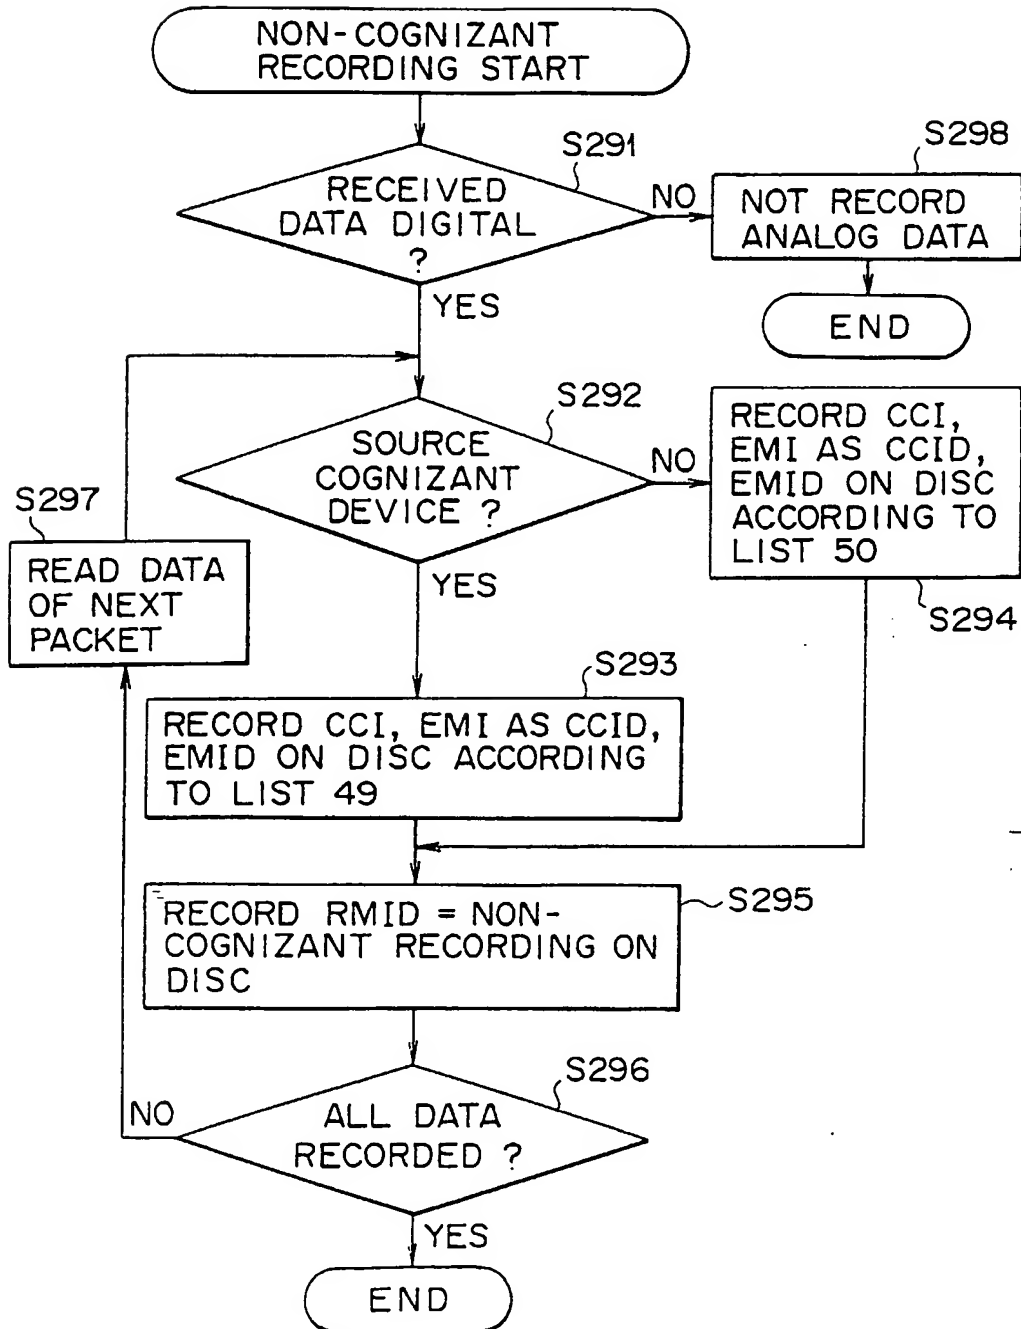 NON-COGNIZANT
RECORDING START
S291
RECEIVED
DATA DIGITAL
?
NO
S298
NOT RECORD
ANALOG DATA
END
YES
S292
SOURCE
COGNIZANT
DEVICE ?
NO
RECORD CCI,
EMI AS CCID,
EMID ON DISC
ACCORDING TO
LIST 50
S294
S297
READ DATA
OF NEXT
PACKET
YES
S293
RECORD CCI, EMI AS CCID,
EMID ON DISC ACCORDING
TO LIST 49
S295
RECORD RMID = NON-
COGNIZANT RECORDING ON
DISC
S296
ALL DATA
RECORDED ?
NO
YES
END